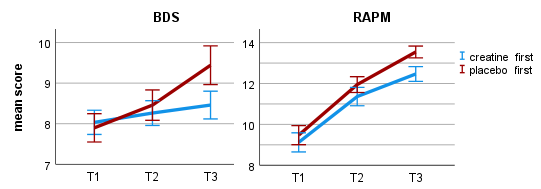 BDS
RAPM
mean score
10
9
8
7
T1 T2 T3
14
12
10
8
T1 T2 T3
creatine first
placebo first